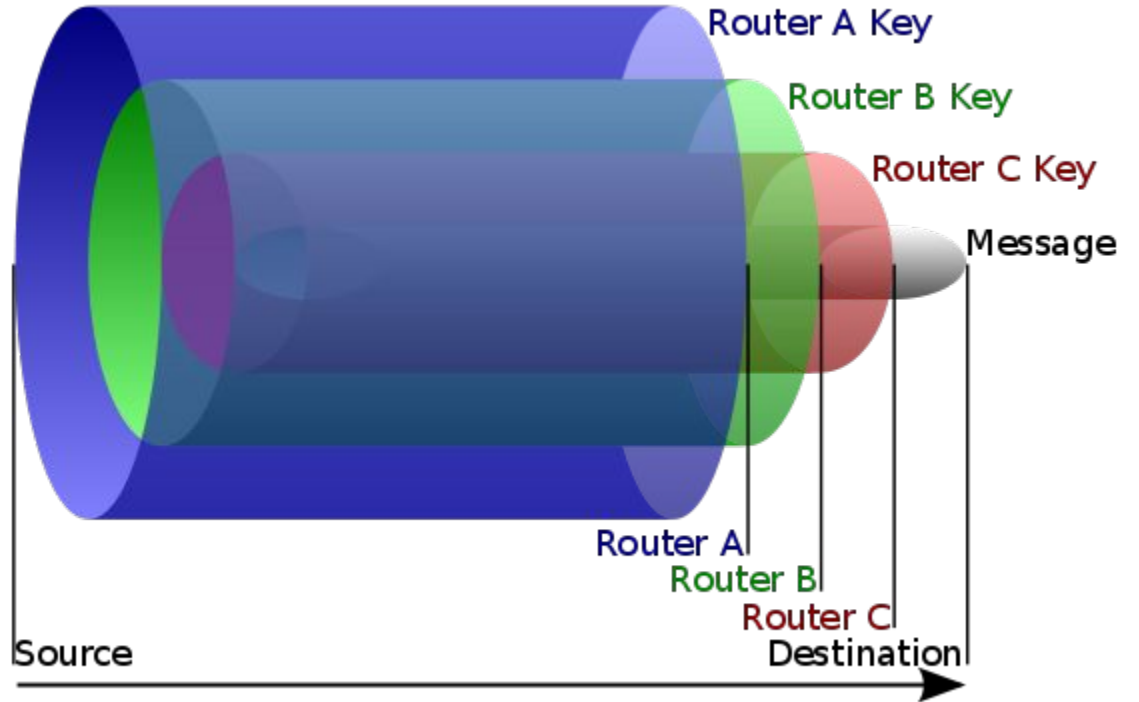 Router A Key
Router B Key
Router C Key
Message
Router A
Router B
Router C
Source
Destination